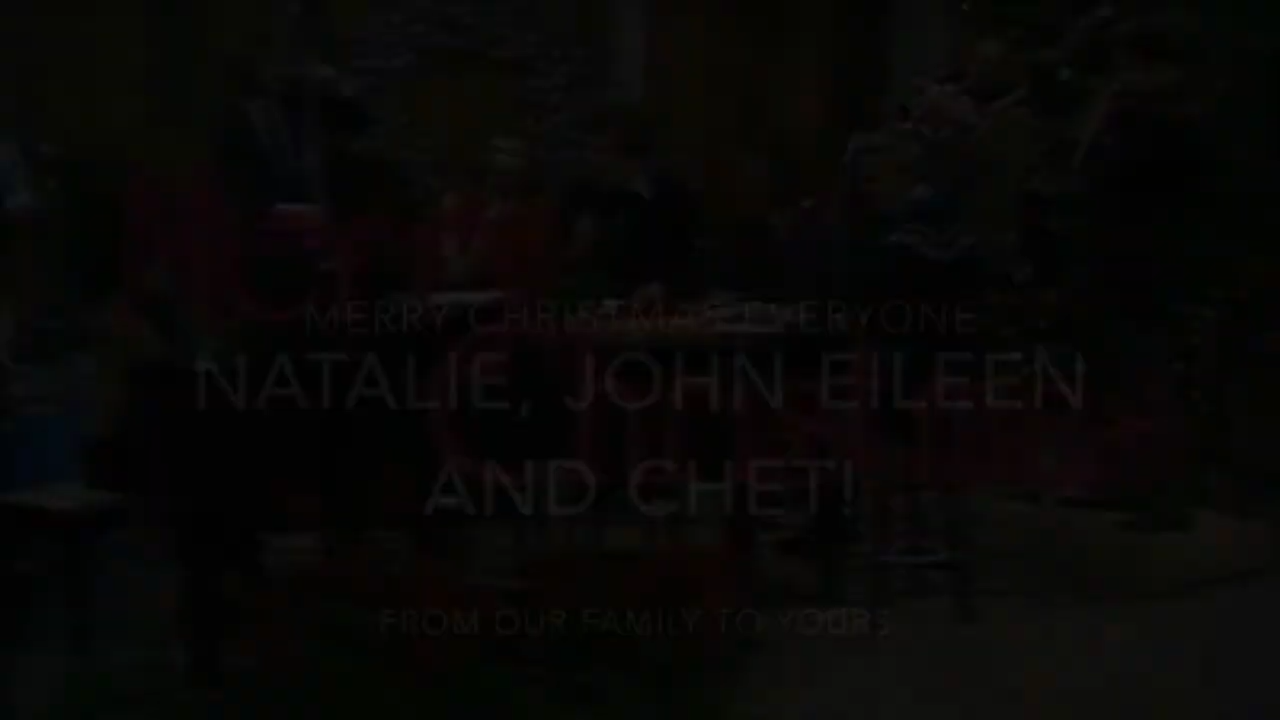 MERRY CHRISTMAS EVERYONE
NATALIE, JOHN EILEEN
AND CHET!
FROM OUR FAMILY TO YOURS